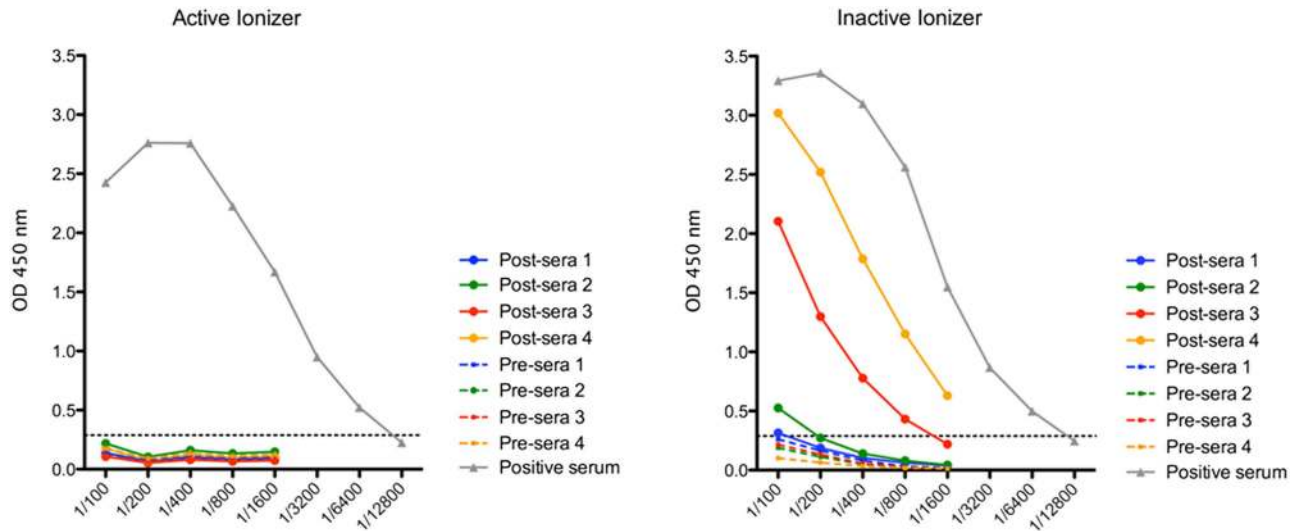 Active Ionizer
3.5
3.0
2.5
2.0
1.5
1.0
0.5
0.0
OD 450 nm
1/100
1/200
1/400
1/800
1/1600
1/3200
1/6400
1/12800
Post-sera 1
Post-sera 2
Post-sera 3
Post-sera 4
Pre-sera 1
Pre-sera 2
Pre-sera 3
Pre-sera 4
Positive serum
Inactive Ionizer
3.5
3.0
2.5
2.0
1.5
1.0
0.5
0.0
OD 450 nm
1/100
1/200
1/400
1/800
1/1600
1/3200
1/6400
1/12800
Post-sera 1
Post-sera 2
Post-sera 3
Post-sera 4
Pre-sera 1
Pre-sera 2
Pre-sera 3
Pre-sera 4
Positive serum